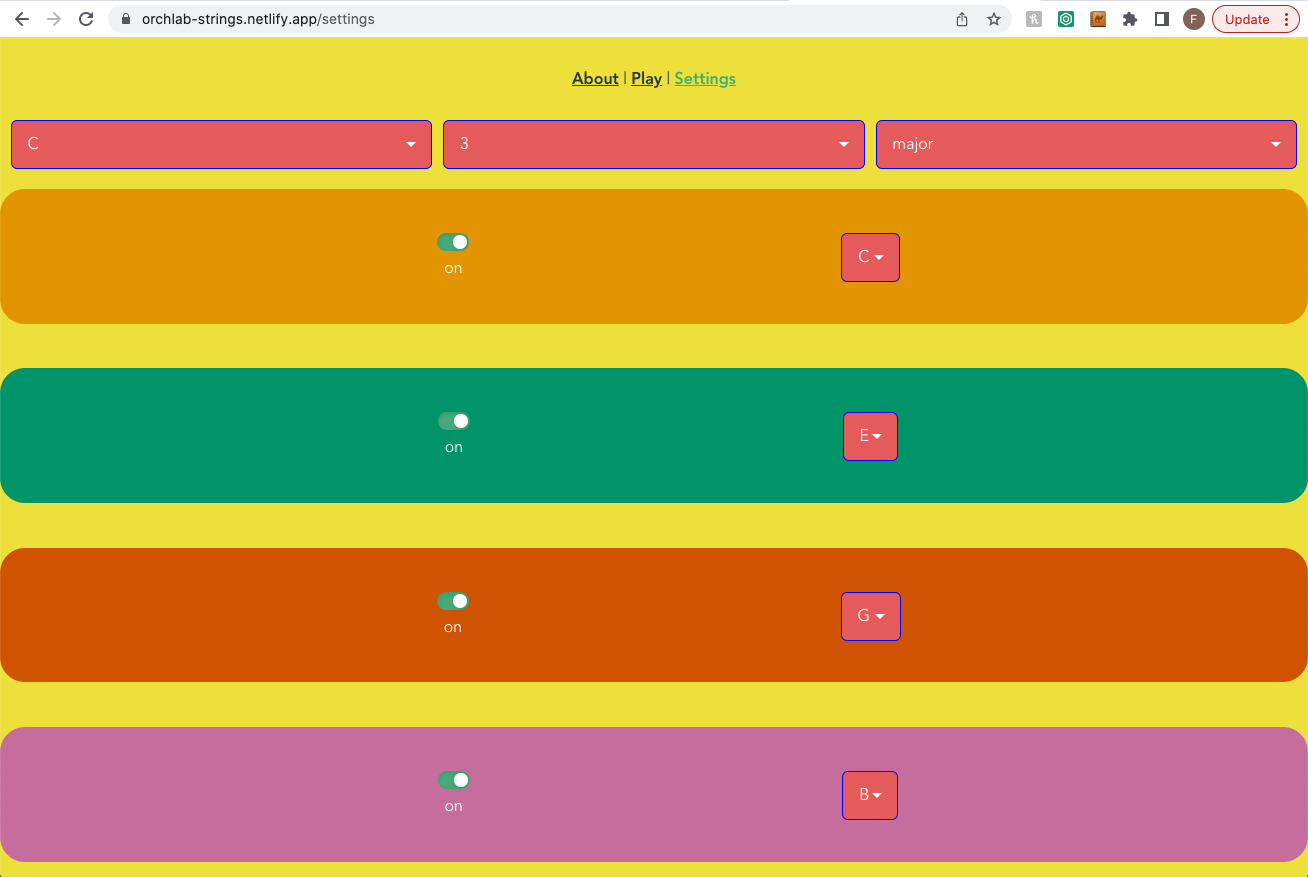 orchlab-strings.netlify.app/settings
F
Update
About | Play | Settings
C
3
major
on
C
on
E
on
G
on
B